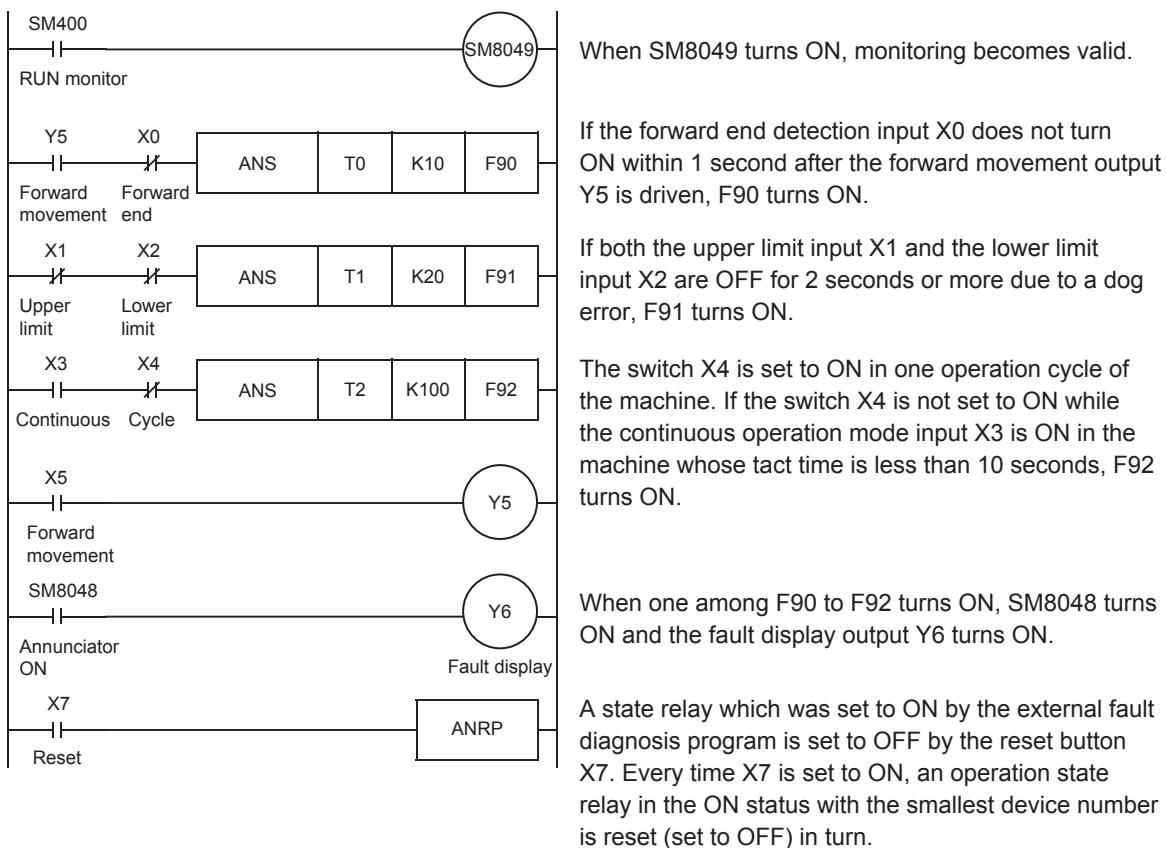 SM400
SM8049
RUN monitor
When SM8049 turns ON, monitoring becomes valid.
Y5 X0
ANS T0 K10 F90
Forward movement
Forward end
If the forward end detection input X0 does not turn
ON within 1 second after the forward movement output
Y5 is driven, F90 turns ON.
X1 X2
ANS T1 K20 F91
Upper limit
Lower limit
If both the upper limit input X1 and the lower limit
input X2 are OFF for 2 seconds or more due to a dog
error, F91 turns ON.
X3 X4
ANS T2 K100 F92
Continuous Cycle
The switch X4 is set to ON in one operation cycle of
the machine. If the switch X4 is not set to ON while
the continuous operation mode input X3 is ON in the
machine whose tact time is less than 10 seconds, F92
turns ON.
X5
Y5
Forward
movement
SM8048
Y6
Annunciator
ON
Fault display
When one among F90 to F92 turns ON, SM8048 turns
ON and the fault display output Y6 turns ON.
X7
ANRP
Reset
A state relay which was set to ON by the external fault
diagnosis program is set to OFF by the reset button
X7. Every time X7 is set to ON, an operation state
relay in the ON status with the smallest device number
is reset (set to OFF) in turn.